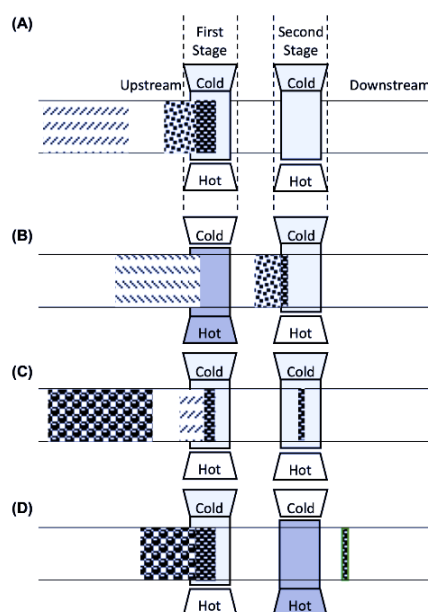 (A)
First Stage
Second Stage
Upstream
Cold
Cold
Downstream
Hot
Hot
(B)
Cold
Cold
Hot
Hot
(C)
Cold
Cold
Hot
Hot
(D)
Cold
Cold
Hot
Hot